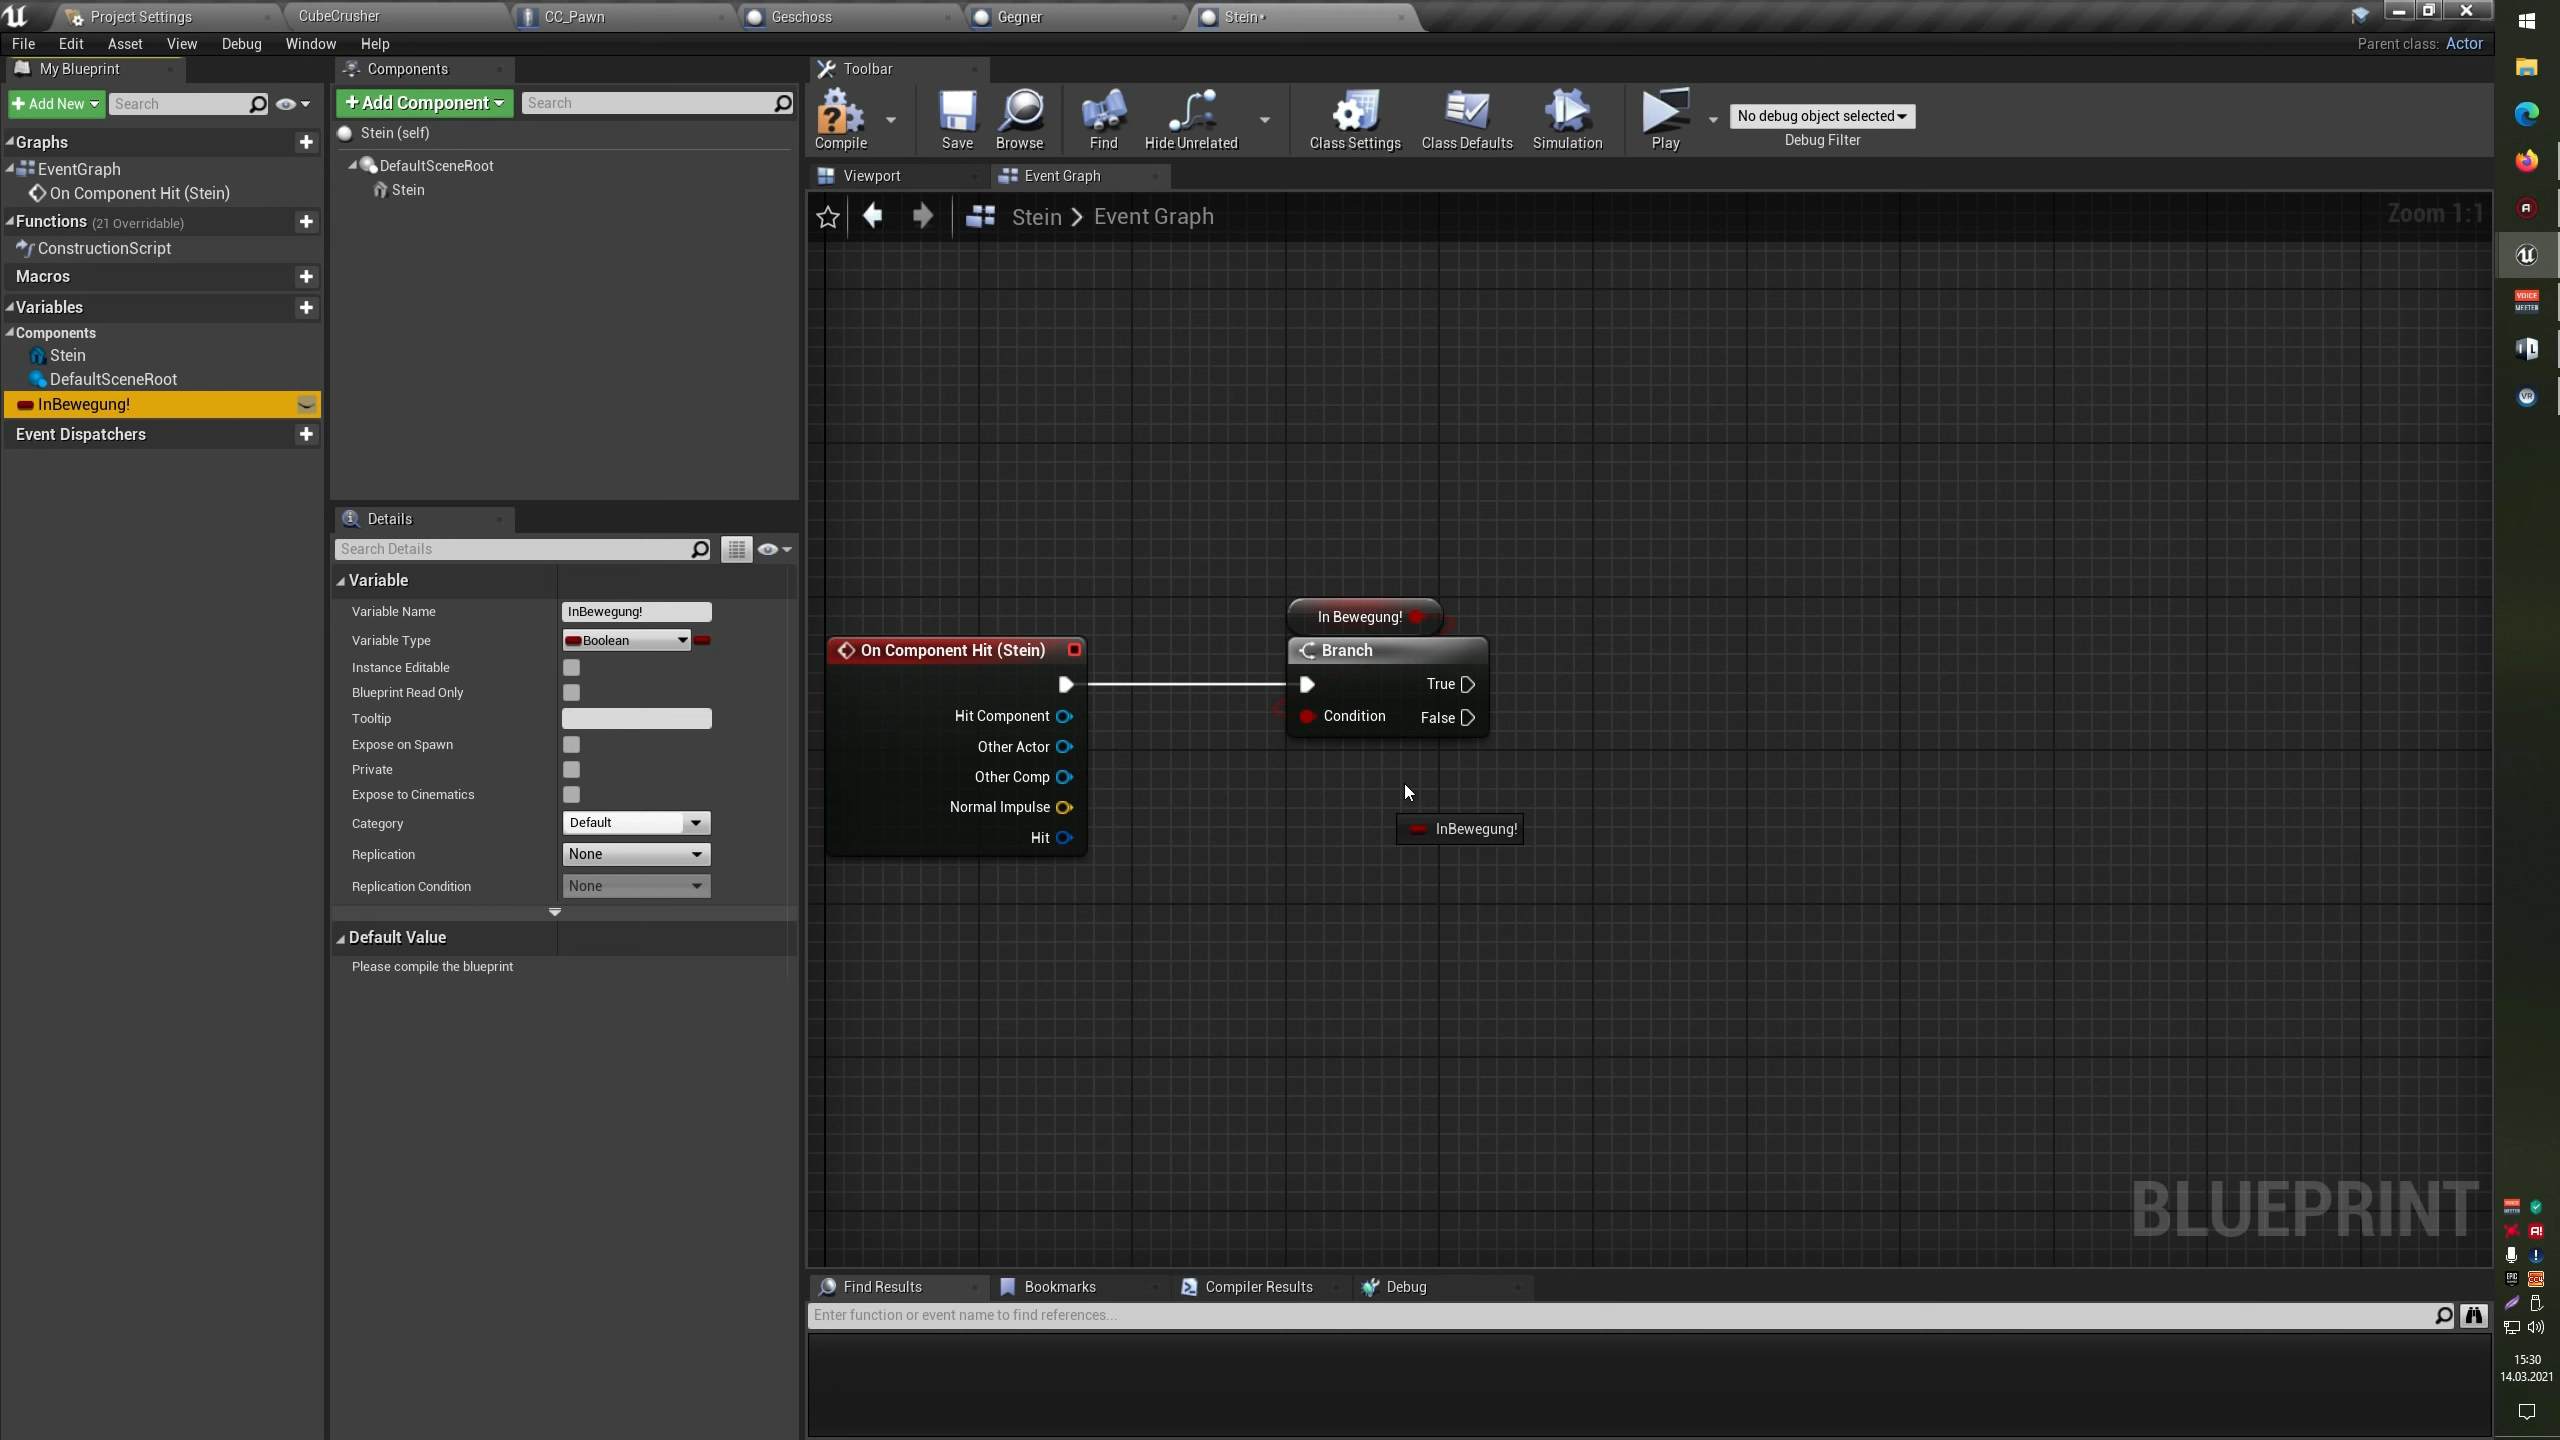 Project Settings
CubeCrusher
CC_Pawn
Geschoss
Gegner
Stein*
File
Edit
Asset
View
Debug
Window
Help
Parent class: Actor
My Blueprint
Components
Toolbar
Add New
Search
Add Component
Search
Stein (self)
DefaultSceneRoot
Stein
Graphs
EventGraph
On Component Hit (Stein)
Functions (21 Overridable)
ConstructionScript
Macros
Variables
Components
Stein
DefaultSceneRoot
InBewegung!
Event Dispatchers
Compile
Save
Browse
Find
Hide Unrelated
Class Settings
Class Defaults
Simulation
Play
No debug object selected
Debug Filter
Viewport
Event Graph
Stein > Event Graph
Zoom 1:1
Details
Search Details
Variable
Variable Name
InBewegung!
Variable Type
Boolean
Instance Editable
Blueprint Read Only
Tooltip
Expose on Spawn
Private
Expose to Cinematics
Category
Default
Replication
None
Replication Condition
None
Default Value
Please compile the blueprint
In Bewegung!
On Component Hit (Stein)
Hit Component
Other Actor
Other Comp
Normal Impulse
Hit
Branch
True
Condition
False
InBewegung!
BLUEPRINT
Find Results
Bookmarks
Compiler Results
Debug
Enter function or event name to find references...
VOICE
MEETER
VR
15:30
14.03.2021